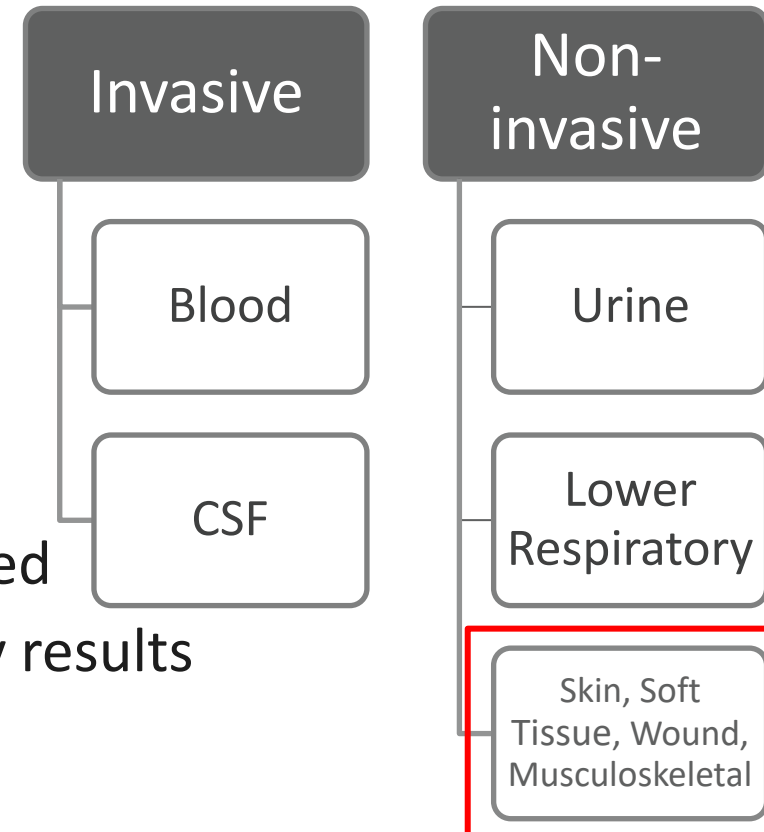 Invasive
Blood
CSF
Non-
invasive
Urine
Lower
Respiratory
Skin, Soft
Tissue, Wound,
Musculoskeletal
ed
results